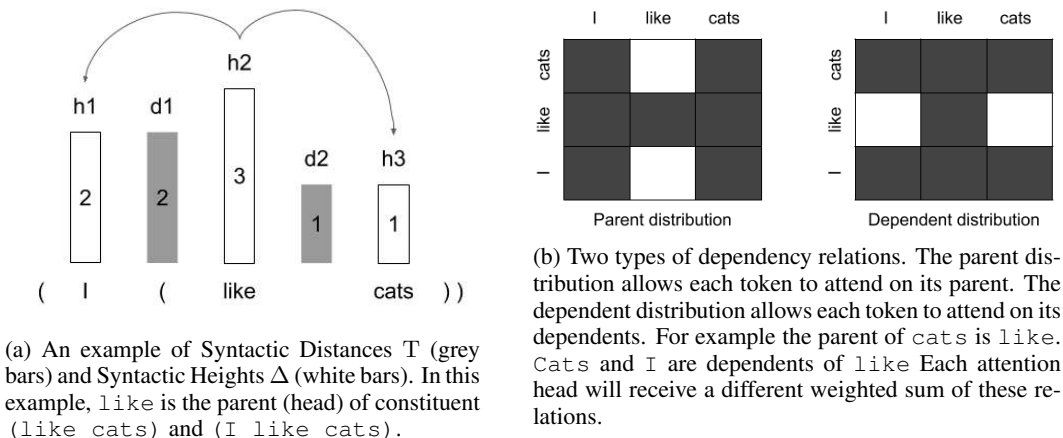 h2
h1
d1
d2
h3
2
2
3
1
1
( I ( like cats ) )
(a) An example of Syntactic Distances T (grey
bars) and Syntactic Heights Δ (white bars). In this
example, like is the parent (head) of constituent
(like cats) and (I like cats).
I like cats
cats
like
I
Parent distribution
I like cats
cats
like
I
Dependent distribution
(b) Two types of dependency relations. The parent dis-
tribution allows each token to attend on its parent. The
dependent distribution allows each token to attend on its
dependents. For example the parent of cats is like.
Cats and I are dependents of like Each attention
head will receive a different weighted sum of these re-
lations.